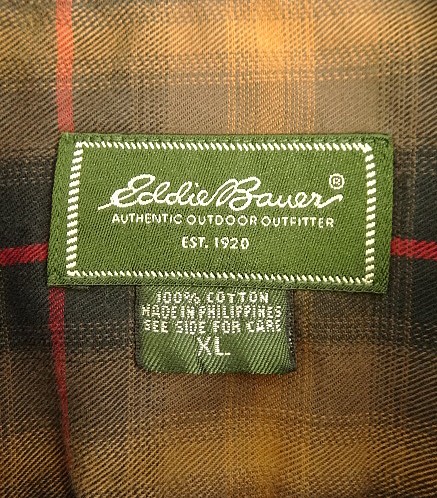 Eddie Bauer®
AUTHENTIC OUTDOOR OUTFITTER
EST. 1920
100% COTTON
MADE IN PHILIPPINES
SEE SIDE FOR CARE
XL